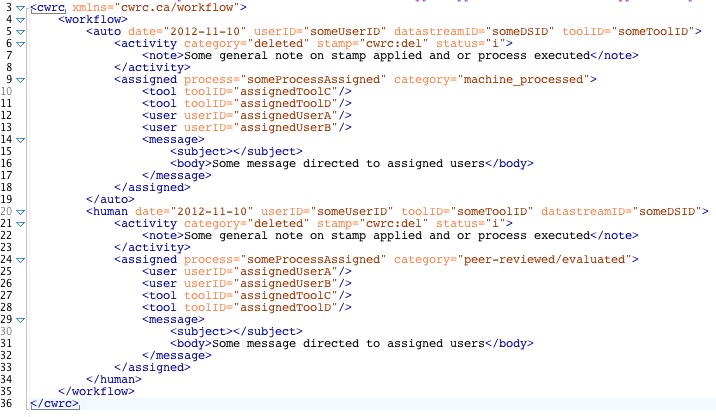 3 <cwrc xmlns="cwrc.ca/workflow">
4 <workflow>
5 <auto date="2012-11-10" userID="someUserID" datastreamID="someDSID" toolID="someToolID">
6 <activity category="deleted" stamp="cwrc:del" status="i">
7 <note>Some general note on stamp applied and or process executed</note>
8 </activity>
9 <assigned process="someProcessAssigned" category="machine_processed">
10 <tool toolID="assignedToolC"/>
11 <tool toolID="assignedToolD"/>
12 <user userID="assignedUserA"/>
13 <user userID="assignedUserB"/>
14 <message>
15 <subject></subject>
16 <body>Some message directed to assigned users</body>
17 </message>
18 </assigned>
19 </auto>
20 <human date="2012-11-10" userID="someUserID" toolID="someToolID" datastreamID="someDSID">
21 <activity category="deleted" stamp="cwrc:del" status="i">
22 <note>Some general note on stamp applied and or process executed</note>
23 </activity>
24 <assigned process="someProcessAssigned" category="peer-reviewed/evaluated">
25 <user userID="assignedUserA"/>
26 <user userID="assignedUserB"/>
27 <tool toolID="assignedToolC"/>
28 <tool toolID="assignedToolD"/>
29 <message>
30 <subject></subject>
31 <body>Some message directed to assigned users</body>
32 </message>
33 </assigned>
34 </human>
35 </workflow>
36 </cwrc>